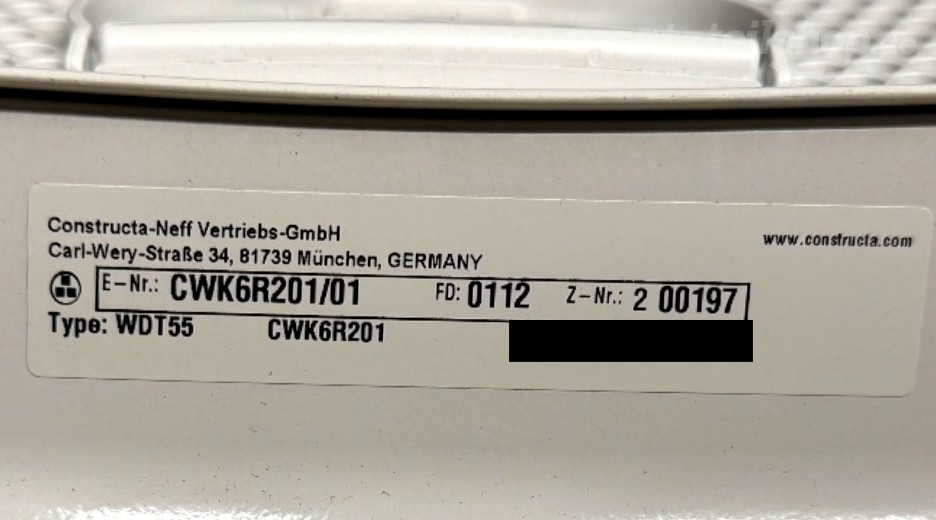 Constructa-Neff Vertriebs-GmbH
www.constructa.com
Carl-Wery-Straße 34, 81739 München, GERMANY
E-Nr.: CWK6R201/01 FD: 0112 Z-Nr.: 2 00197
Type: WDT55 CWK6R201